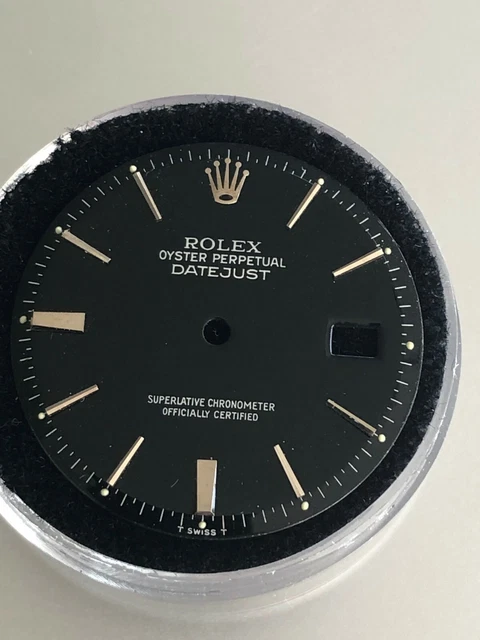 ROLEX
OYSTER PERPETUAL
DATEJUST
SUPERLATIVE CHRONOMETER
OFFICIALLY CERTIFIED
T SWISS T